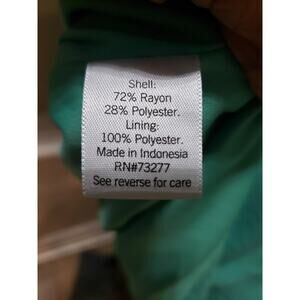 Shell:
72% Rayon
28% Polyester.
Lining:
100% Polyester.
Made in Indonesia
RN#73277
See reverse for care